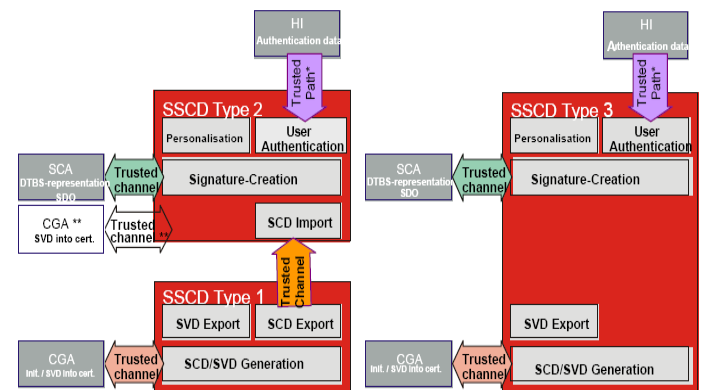 HI
Authentication data
Trusted
Path*
SSCD Type 2
Personalisation
User
Authentication
SCA
DTBS-representation
SDO
Trusted
channel
Signature-Creation
CGA **
SVD into cert.
Trusted
channel **
SCD Import
Trusted
Channel
SSCD Type 1
SVD Export
SCD Export
CGA
Init. / SVD into cert.
Trusted
channel
SCD/SVD Generation
HI
Authentication data
Trusted
Path*
SSCD Type 3
Personalisation
User
Authentication
SCA
DTBS-representation
SDO
Trusted
channel
Signature-Creation
SVD Export
CGA
Init. / SVD into cert.
Trusted
channel
SCD/SVD Generation